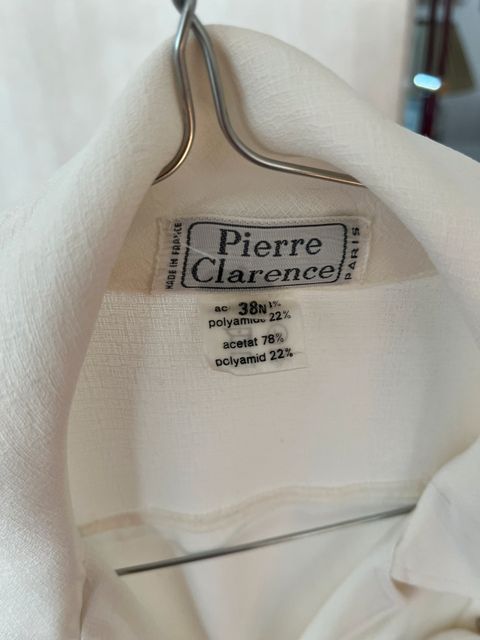 MADE IN FRANCE
Pierre
Clarence
PARIS
38N
polyamide 22%
acetat 78%
polyamid 22%